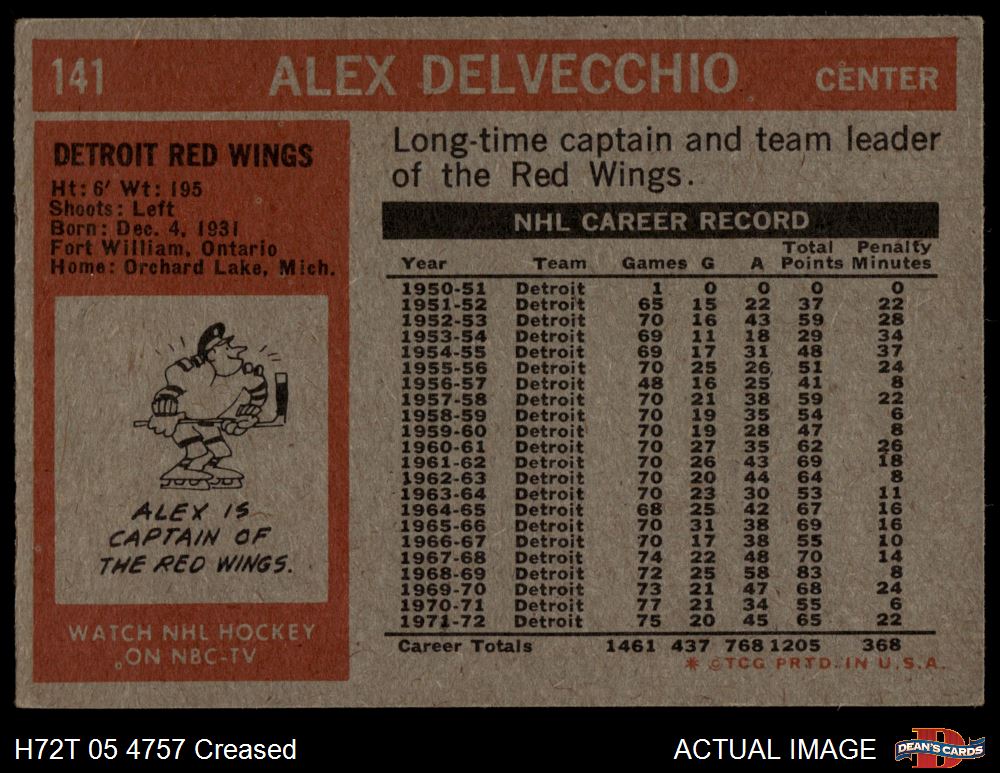 141 ALEX DELVECCHIO CENTER
DETROIT RED WINGS
Ht: 6' Wt: 195
Shoots: Left
Born: Dec. 4, 1931
Fort William, Ontario
Home: Orchard Lake, Mich.
ALEX IS
CAPTAIN OF
THE RED WINGS.
WATCH NHL HOCKEY
ON NBC-TV
Long-time captain and team leader
of the Red Wings.
NHL CAREER RECORD
Total Penalty
Year Team Games G A Points Minutes
1950-51 Detroit 1 0 0 0 0
1951-52 Detroit 65 15 22 37 22
1952-53 Detroit 70 16 43 59 28
1953-54 Detroit 69 11 18 29 34
1954-55 Detroit 69 17 31 48 37
1955-56 Detroit 70 25 26 51 24
1956-57 Detroit 48 16 25 41 8
1957-58 Detroit 70 21 38 59 22
1958-59 Detroit 70 19 35 54 6
1959-60 Detroit 70 19 28 47 8
1960-61 Detroit 70 27 35 62 26
1961-62 Detroit 70 26 43 69 18
1962-63 Detroit 70 20 44 64 8
1963-64 Detroit 70 23 30 53 11
1964-65 Detroit 68 25 42 67 16
1965-66 Detroit 70 31 38 69 16
1966-67 Detroit 70 17 38 55 10
1967-68 Detroit 74 22 48 70 14
1968-69 Detroit 72 25 58 83 8
1969-70 Detroit 73 21 47 68 24
1970-71 Detroit 77 21 34 55 6
1971-72 Detroit 75 20 45 65 22
Career Totals 1461 437 768 1205 368
* ©TCG PRTD. IN U.S.A.
H72T 05 4757 Creased
ACTUAL IMAGE
DEAN'S CARDS